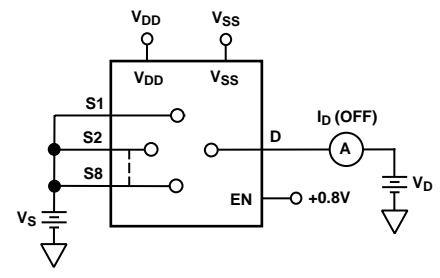 VDD VSS
VDD VSS
S1
S2
S8
D
ID (OFF)
A
EN
+0.8V
VS
VD